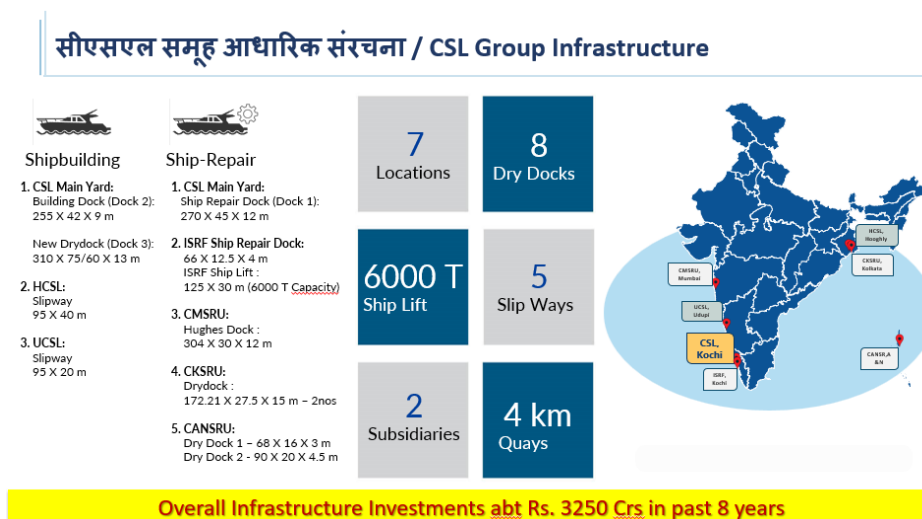 सीएसएल समूह आधारिक संरचना / CSL Group Infrastructure
Shipbuilding
1. CSL Main Yard:
Building Dock (Dock 2):
255 X 42 X 9 m
New Drydock (Dock 3):
310 X 75/60 X 13 m
2. HCSL:
Slipway
95 X 40 m
3. UCSL:
Slipway
95 X 20 m
Ship-Repair
1. CSL Main Yard:
Ship Repair Dock (Dock 1):
270 X 45 X 12 m
2. ISRF Ship Repair Dock:
66 X 12.5 X 4 m
ISRF Ship Lift :
125 X 30 m (6000 T Capacity)
3. CMSRU:
Hughes Dock :
304 X 30 X 12 m
4. CKSRU:
Drydock :
172.21 X 27.5 X 15 m – 2nos
5. CANSRU:
Dry Dock 1 – 68 X 16 X 3 m
Dry Dock 2 - 90 X 20 X 4.5 m
7
Locations
8
Dry Docks
6000 T
Ship Lift
5
Slip Ways
2
Subsidiaries
4 km
Quays
HCSL,
Hooghly
CKSRU,
Kolkata
CMSRU,
Mumbai
UCSL,
Udupi
CSL,
Kochi
ISRF,
Kochi
CANSR,A
&N
Overall Infrastructure Investments abt Rs. 3250 Crs in past 8 years